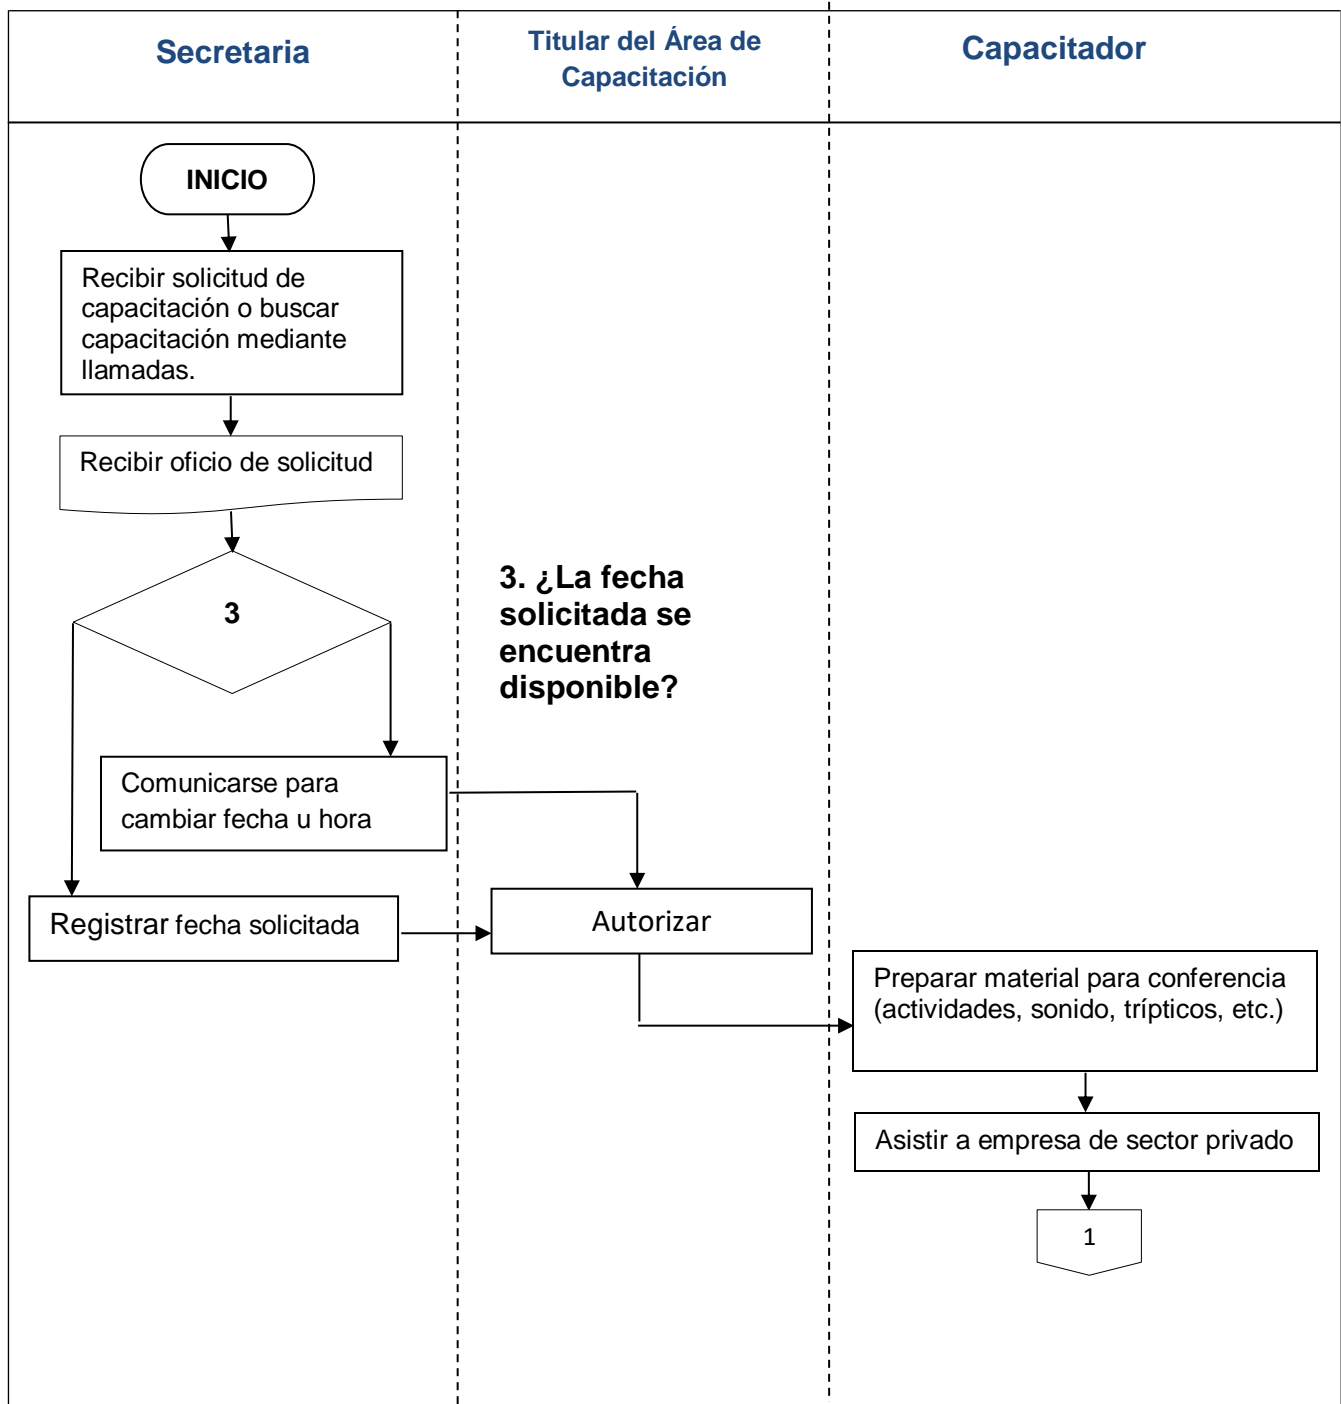 Secretaria
Titular del Área de
Capacitación
Capacitador
INICIO
Recibir solicitud de
capacitación o buscar
capacitación mediante
llamadas.
Recibir oficio de solicitud
3
3. ¿La fecha
solicitada se
encuentra
disponible?
Comunicarse para
cambiar fecha u hora
Registrar fecha solicitada
Autorizar
Preparar material para conferencia
(actividades, sonido, trípticos, etc.)
Asistir a empresa de sector privado
1